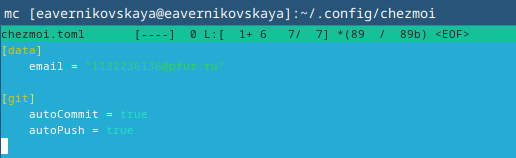 mc [eavernikovskaya@eavernikovskaya]:~/.config/chezmoi
chezmoi.toml [----] 0 L:[ 1+ 6 7/ 7] *(89 / 89b) <EOF>
[data]
email = "1132236136@pfur.ru"
[git]
autoCommit = true
autoPush = true